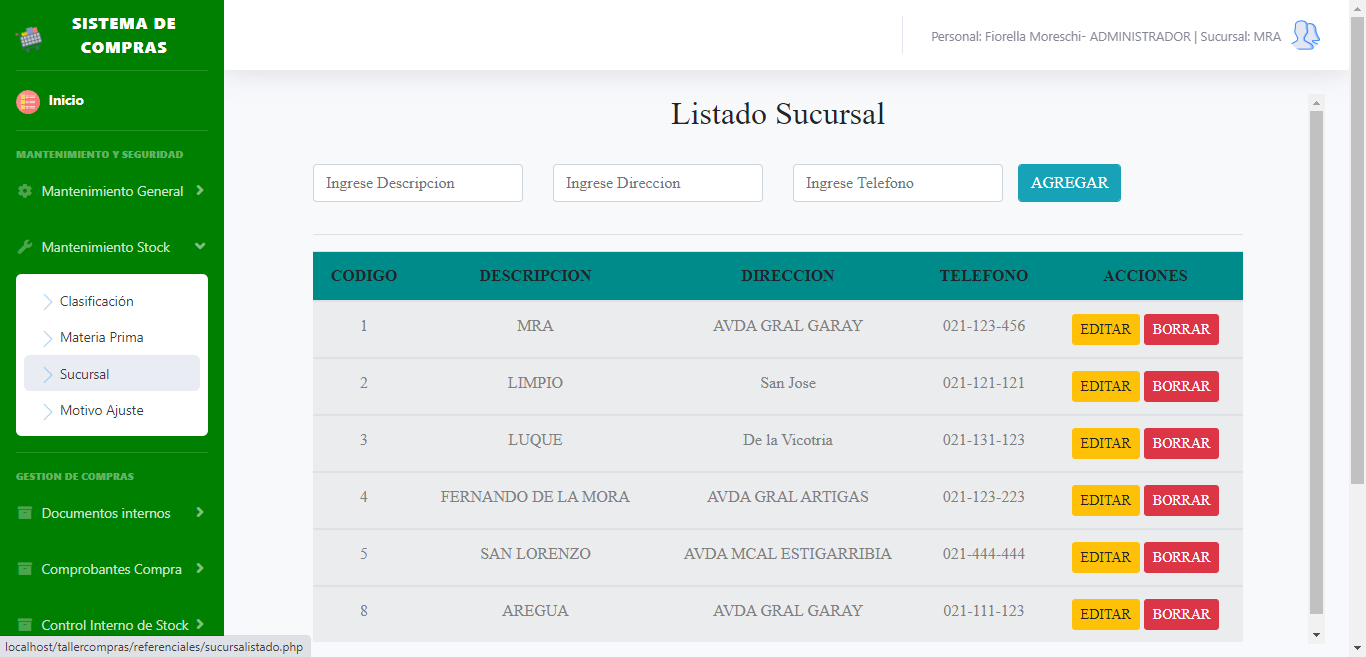 SISTEMA DE
COMPRAS
Personal: Fiorella Moreschi- ADMINISTRADOR | Sucursal: MRA
Inicio
MANTENIMIENTO Y SEGURIDAD
Mantenimiento General
Mantenimiento Stock
Clasificación
Materia Prima
Sucursal
Motivo Ajuste
GESTION DE COMPRAS
Documentos internos
Comprobantes Compra
Control Interno de Stock
Listado Sucursal
Ingrese Descripcion Ingrese Direccion Ingrese Telefono AGREGAR
CODIGO DESCRIPCION DIRECCION TELEFONO ACCIONES
1 MRA AVDA GRAL GARAY 021-123-456 EDITAR BORRAR
2 LIMPIO San Jose 021-121-121 EDITAR BORRAR
3 LUQUE De la Vicotria 021-131-123 EDITAR BORRAR
4 FERNANDO DE LA MORA AVDA GRAL ARTIGAS 021-123-223 EDITAR BORRAR
5 SAN LORENZO AVDA MCAL ESTIGARRIBIA 021-444-444 EDITAR BORRAR
8 AREGUA AVDA GRAL GARAY 021-111-123 EDITAR BORRAR
localhost/tallercompras/referenciales/sucursalistado.php